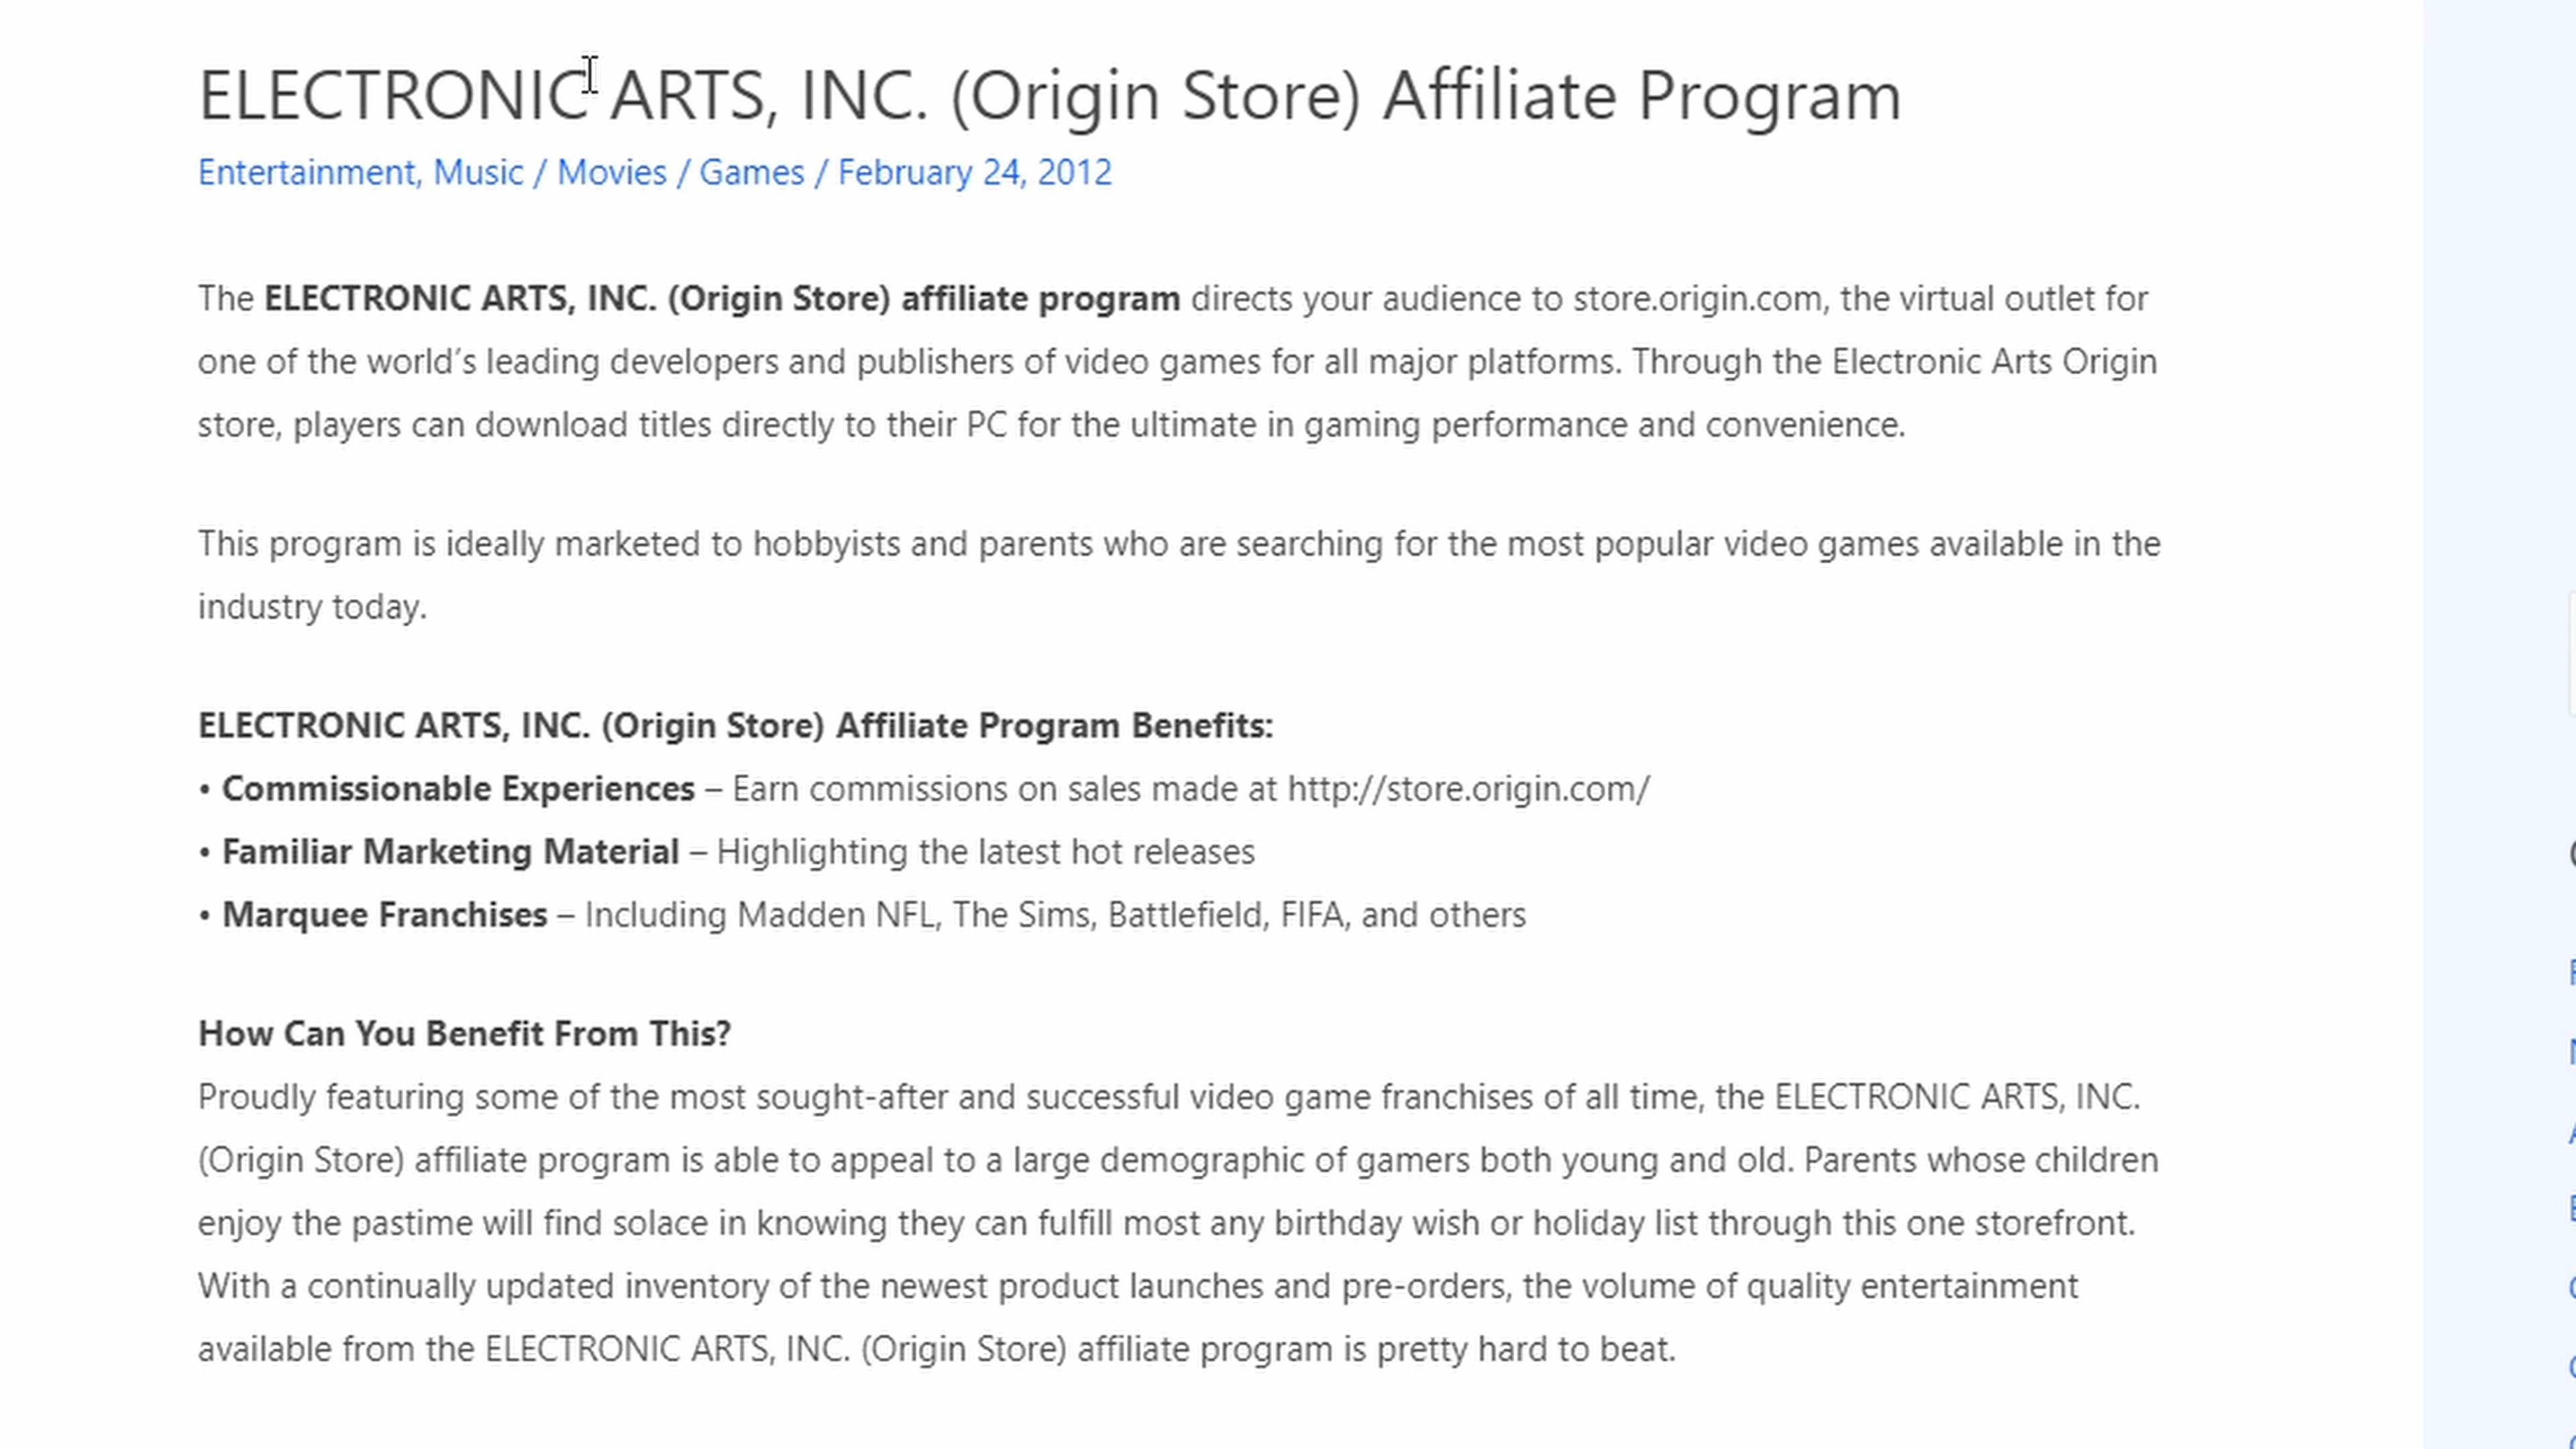 ELECTRONIC ARTS, INC. (Origin Store) Affiliate Program
Entertainment, Music / Movies / Games / February 24, 2012
The ELECTRONIC ARTS, INC. (Origin Store) affiliate program directs your audience to store.origin.com, the virtual outlet for
one of the world’s leading developers and publishers of video games for all major platforms. Through the Electronic Arts Origin
store, players can download titles directly to their PC for the ultimate in gaming performance and convenience.
This program is ideally marketed to hobbyists and parents who are searching for the most popular video games available in the
industry today.
ELECTRONIC ARTS, INC. (Origin Store) Affiliate Program Benefits:
• Commissionable Experiences – Earn commissions on sales made at http://store.origin.com/
• Familiar Marketing Material – Highlighting the latest hot releases
• Marquee Franchises – Including Madden NFL, The Sims, Battlefield, FIFA, and others
How Can You Benefit From This?
Proudly featuring some of the most sought-after and successful video game franchises of all time, the ELECTRONIC ARTS, INC.
(Origin Store) affiliate program is able to appeal to a large demographic of gamers both young and old. Parents whose children
enjoy the pastime will find solace in knowing they can fulfill most any birthday wish or holiday list through this one storefront.
With a continually updated inventory of the newest product launches and pre-orders, the volume of quality entertainment
available from the ELECTRONIC ARTS, INC. (Origin Store) affiliate program is pretty hard to beat.